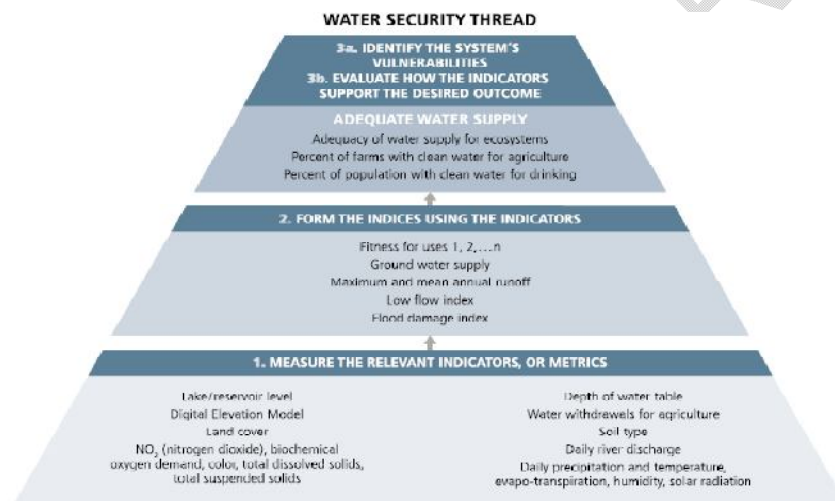 WATER SECURITY THREAD
3a. IDENTIFY THE SYSTEM'S
VULNERABILITIES
3b. EVALUATE HOW THE INDICATORS
SUPPORT THE DESIRED OUTCOME
ADEQUATE WATER SUPPLY
Adequacy of water supply for ecosystems
Percent of farms with clean water for agriculture
Percent of population with clean water for drinking
2. FORM THE INDICES USING THE INDICATORS
Fitness for uses 1, 2,...n
Ground water supply
Maximum and mean annual runoff
Low flow index
Flood damage index
1. MEASURE THE RELEVANT INDICATORS, OR METRICS
Lake/reservoir level
Digital Elevation Model
Land cover
NO₂ (nitrogen dioxide), biochemical
oxygen demand, color, total dissolved solids,
total suspended solids
Depth of water table
Water withdrawals for agriculture
Soil type
Daily river discharge
Daily precipitation and temperature,
evapo-transpiration, humidity, solar radiation